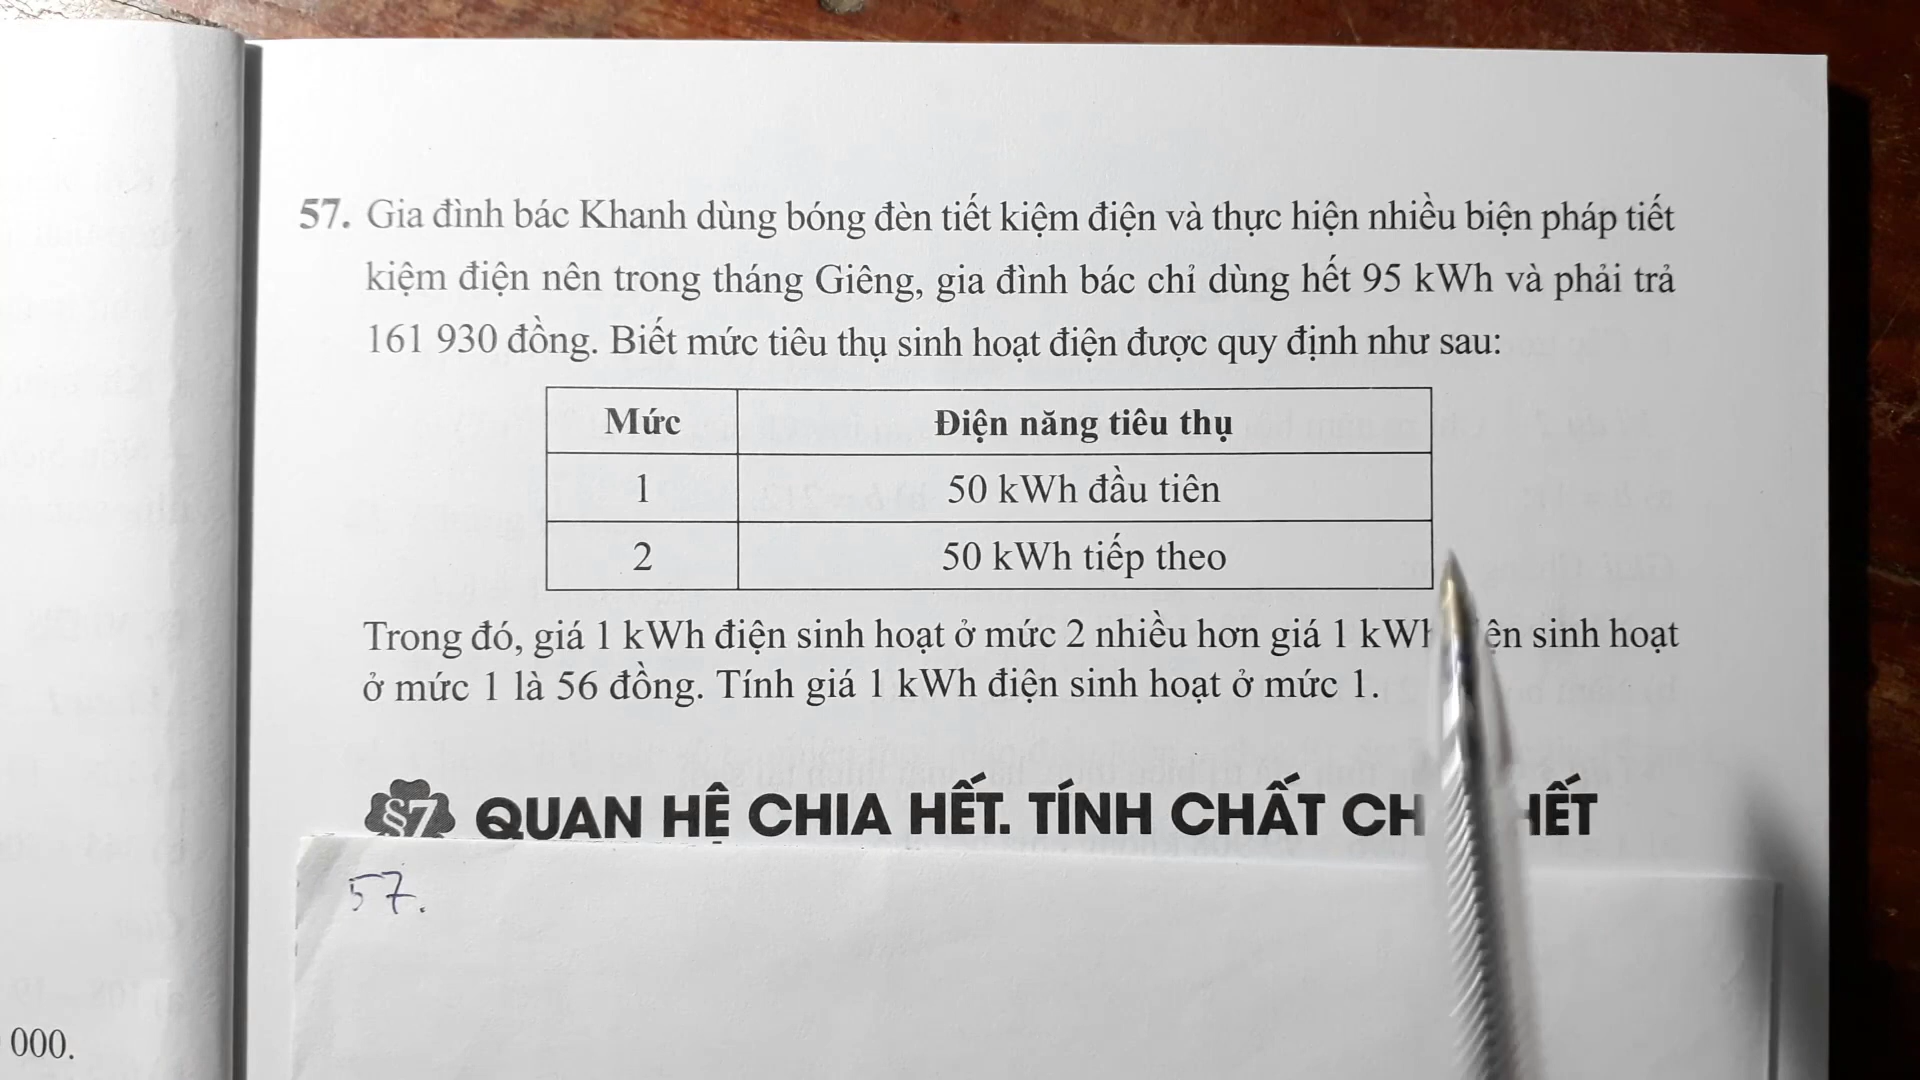 57. Gia đình bác Khanh dùng bóng đèn tiết kiệm điện và thực hiện nhiều biện pháp tiết
kiệm điện nên trong tháng Giêng, gia đình bác chỉ dùng hết 95 kWh và phải trả
161 930 đồng. Biết mức tiêu thụ sinh hoạt điện được quy định như sau:
Mức Điện năng tiêu thụ
1 50 kWh đầu tiên
2 50 kWh tiếp theo
Trong đó, giá 1 kWh điện sinh hoạt ở mức 2 nhiều hơn giá 1 kWh sinh hoạt
ở mức 1 là 56 đồng. Tính giá 1 kWh điện sinh hoạt ở mức 1.
§7 QUAN HỆ CHIA HẾT. TÍNH CHẤT HẾT
57.
000.